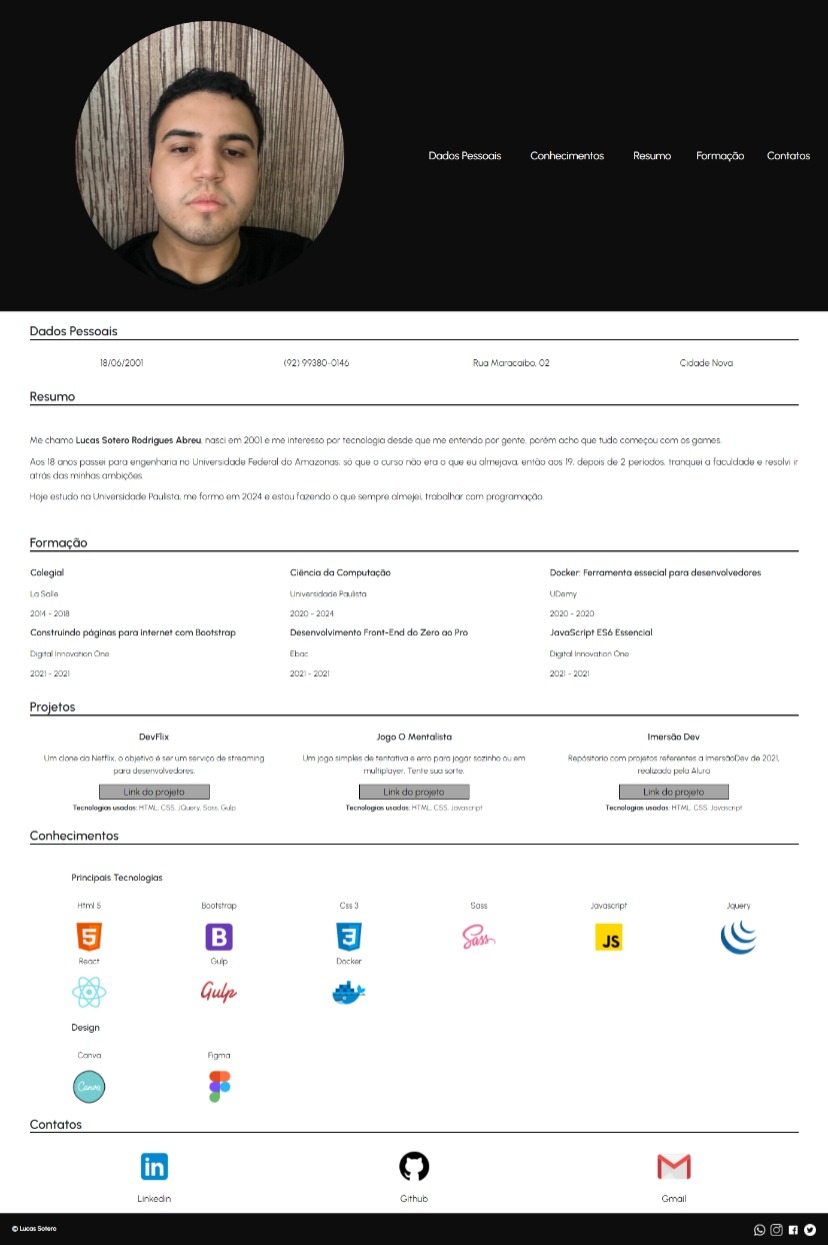 Dados Pessoais Conhecimentos Resumo Formação Contatos
Dados Pessoais
18/06/2001 (92) 99380-0146 Rua Maracaibo, 02 Cidade Nova
Resumo
Me chamo Lucas Sotero Rodrigues Abreu, nasci em 2001 e me interesso por tecnologia desde que me entendo por gente, porém acho que tudo começou com os games.
Aos 18 anos passei para engenharia na Universidade Federal do Amazonas, só que o curso não era o que eu almejava, então aos 19, depois de 2 períodos, tranquei a faculdade e resolvi ir
atrás das minhas ambições.
Hoje estudo na Universidade Paulista, me formo em 2024 e estou fazendo o que sempre almejei, trabalhar com programação.
Formação
Colegial Ciência da Computação Docker: Ferramenta essecial para desenvolvedores
La Salle Universidade Paulista UDemy
2014 - 2018 2020 - 2024 2020 - 2020
Construindo páginas para internet com Bootstrap Desenvolvimento Front-End do Zero ao Pro JavaScript ES6 Essencial
Digital Innovation One Ebac Digital Innovation One
2021 - 2021 2021 - 2021 2021 - 2021
Projetos
DevFlix Jogo O Mentalista Imersão Dev
Um clone da Netflix, o objetivo é ser um serviço de streaming Um jogo simples de tentativa e erro para jogar sozinho ou em Repósitorio com projetos referentes a ImersãoDev de 2021,
para desenvolvedores. multiplayer. Tente sua sorte. realizado pela Alura
Link do projeto Link do projeto Link do projeto
Tecnologias usadas: HTML, CSS, JQuery, Sass, Gulp Tecnologias usadas: HTML, CSS, Javascript Tecnologias usadas: HTML, CSS, Javascript
Conhecimentos
Principais Tecnologias
Html 5 Bootstrap Css 3 Sass Javascript Jquery
5 B 3 Sass JS
React Gulp Docker
Gulp
Design
Canva Figma
Canva
Contatos
in
Linkedin Github Gmail
© Lucas Sotero